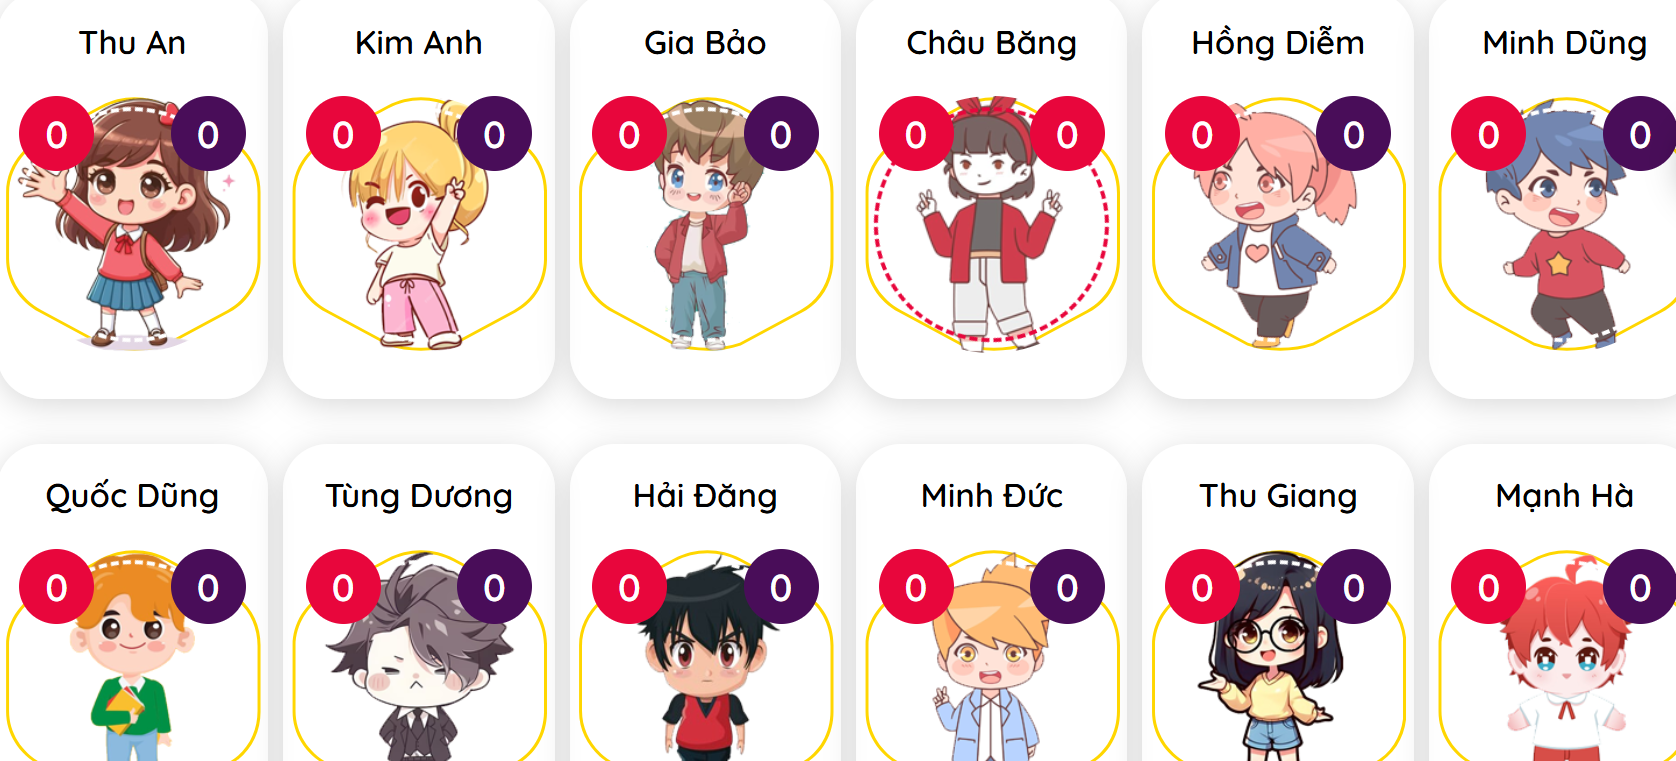 Thu An
Kim Anh
Gia Bảo
Châu Băng
Hồng Diễm
Minh Dũng
0 0
0 0
0 0
0 0
0 0
0 0
Quốc Dũng
Tùng Dương
Hải Đăng
Minh Đức
Thu Giang
Mạnh Hà
0 0
0 0
0 0
0 0
0 0
0 0